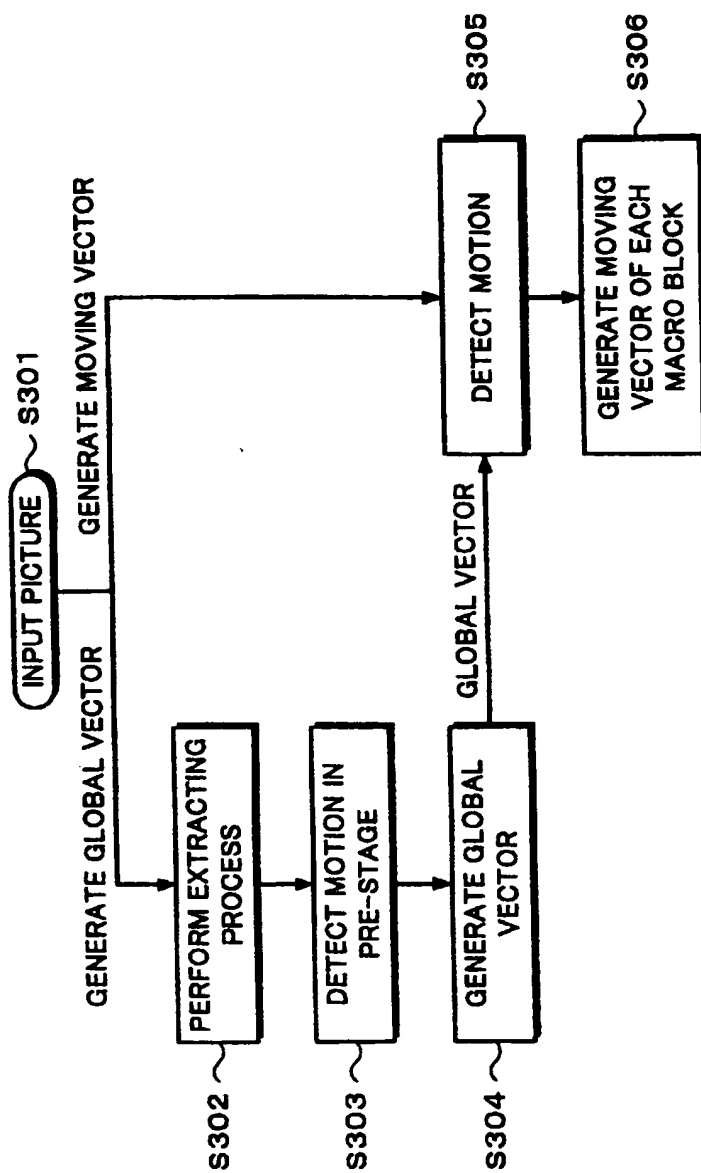 INPUT PICTURE
S301
GENERATE GLOBAL VECTOR
GENERATE MOVING VECTOR
S302
PERFORM EXTRACTING
PROCESS
S303
DETECT MOTION IN
PRE-STAGE
S304
GENERATE GLOBAL
VECTOR
GLOBAL VECTOR
DETECT MOTION
S305
GENERATE MOVING
VECTOR OF EACH
MACRO BLOCK
S306